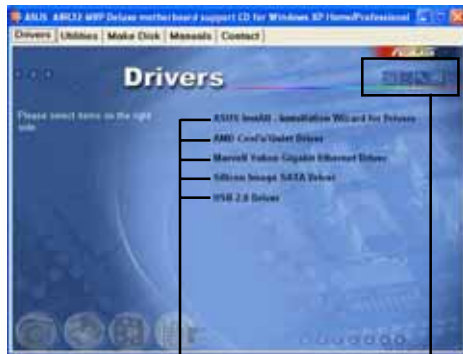 ASUS A8R32-MVP Deluxe motherboard support CD for Windows XP Home/Professional
Drivers Utilities Make Disk Manuals Contact
Drivers
Please select items on the right side
ASUS InstAll - Installation Wizard for Drivers
AMD Cool'n'Quiet Driver
Marvell Yukon Gigabit Ethernet Driver
Silicon Image SATA Driver
USB 2.0 Driver